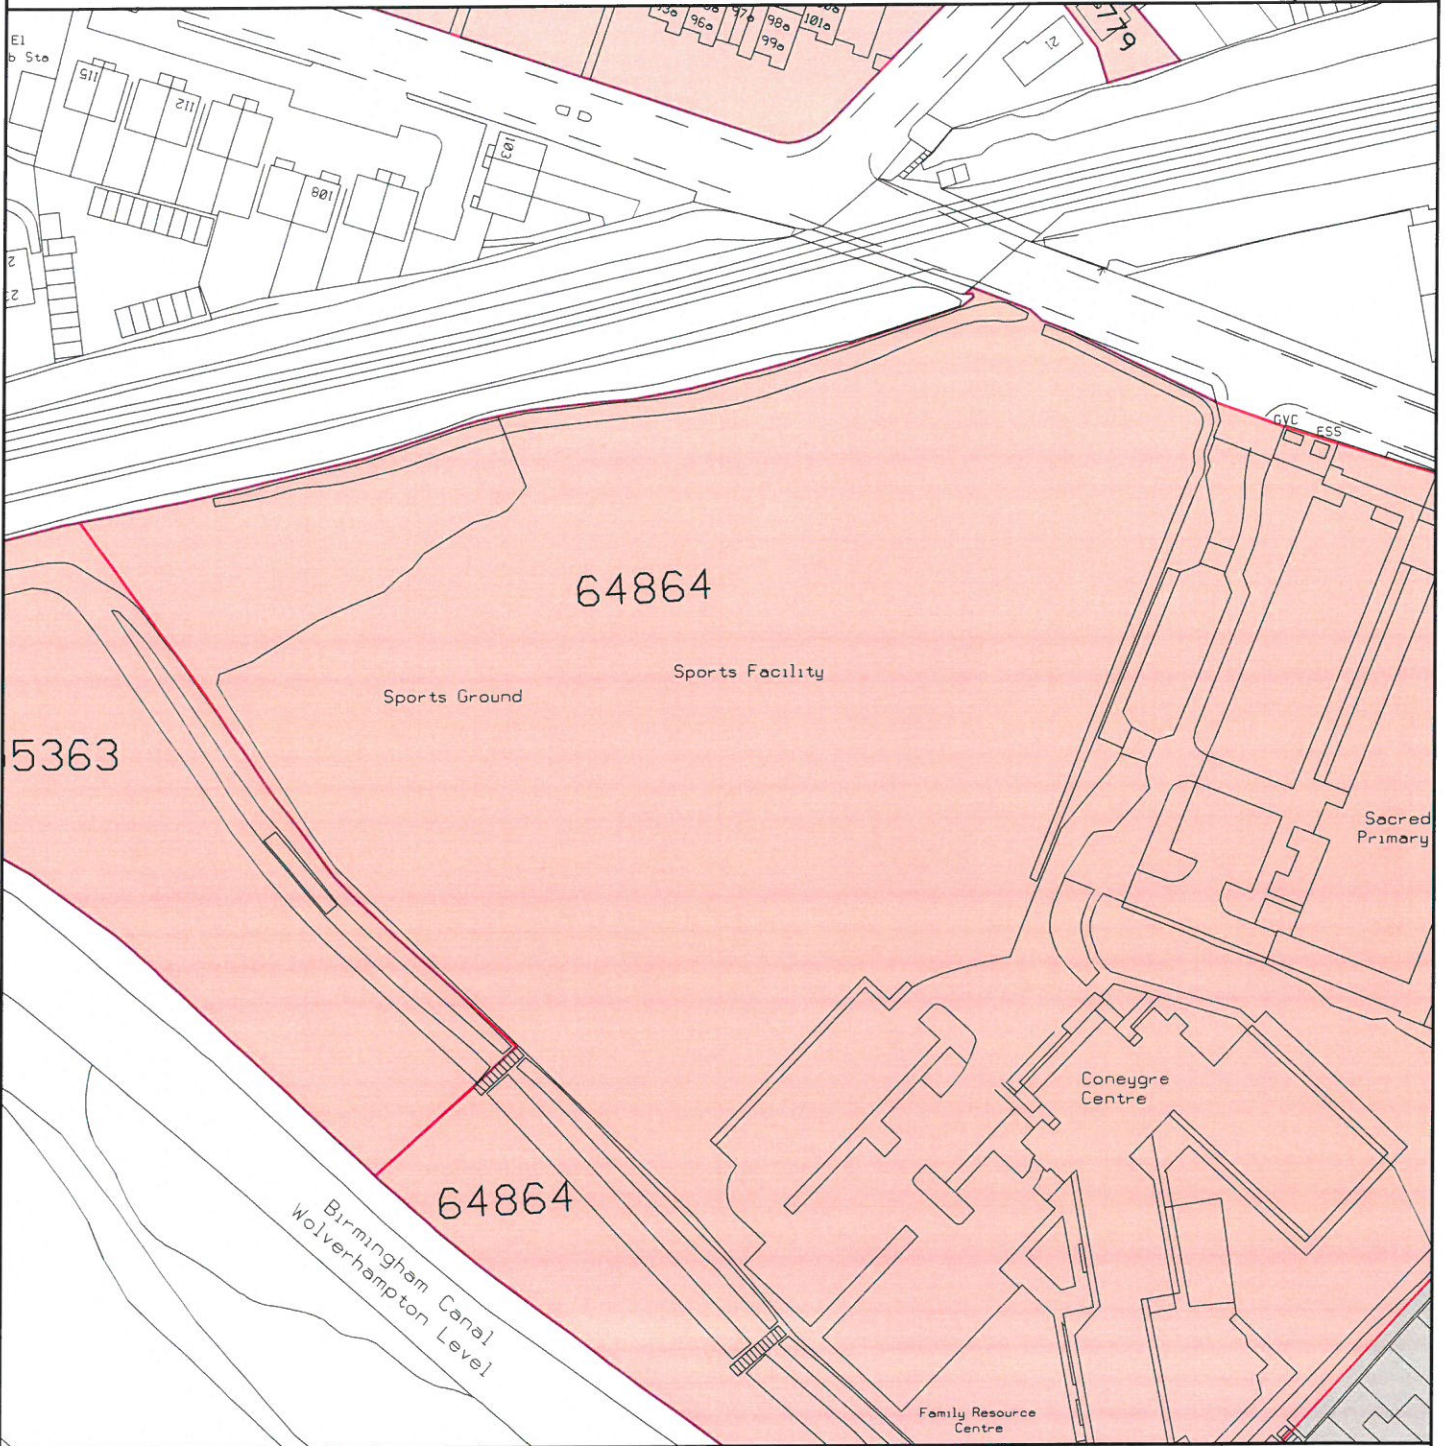 96a
97a
98a
99a
101a
779
21
El
b Sta
115
112
108
103
GVC
ESS
64864
Sports Facility
Sports Ground
5363
Sacred
Primary
Coneygre
Centre
64864
Birmingham Canal
Wolverhampton Level
Family Resource
Centre